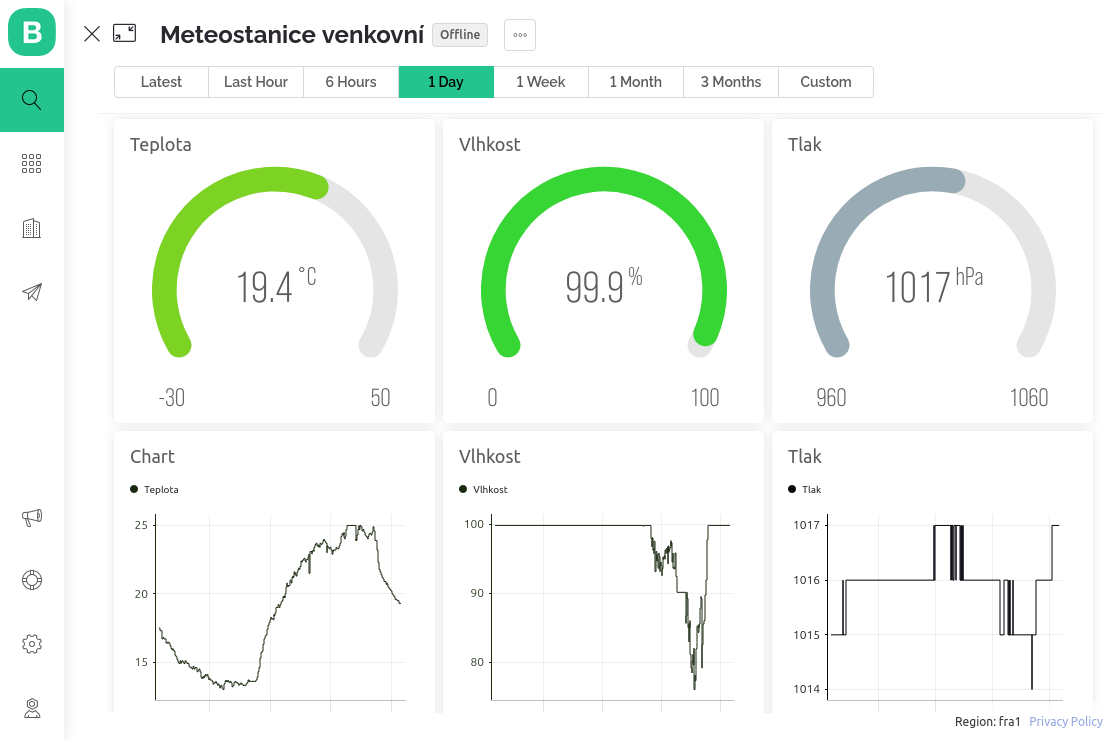 B
Meteostanice venkovní Offline
Latest Last Hour 6 Hours 1 Day 1 Week 1 Month 3 Months Custom
Teplota Vlhkost Tlak
19.4 °C 99.9 % 1017 hPa
-30 50 0 100 960 1060
Chart Vlhkost Tlak
Teplota Vlhkost Tlak
25 100 1017
20 90 1016
15 80 1015
1014
Region: fra1 Privacy Policy